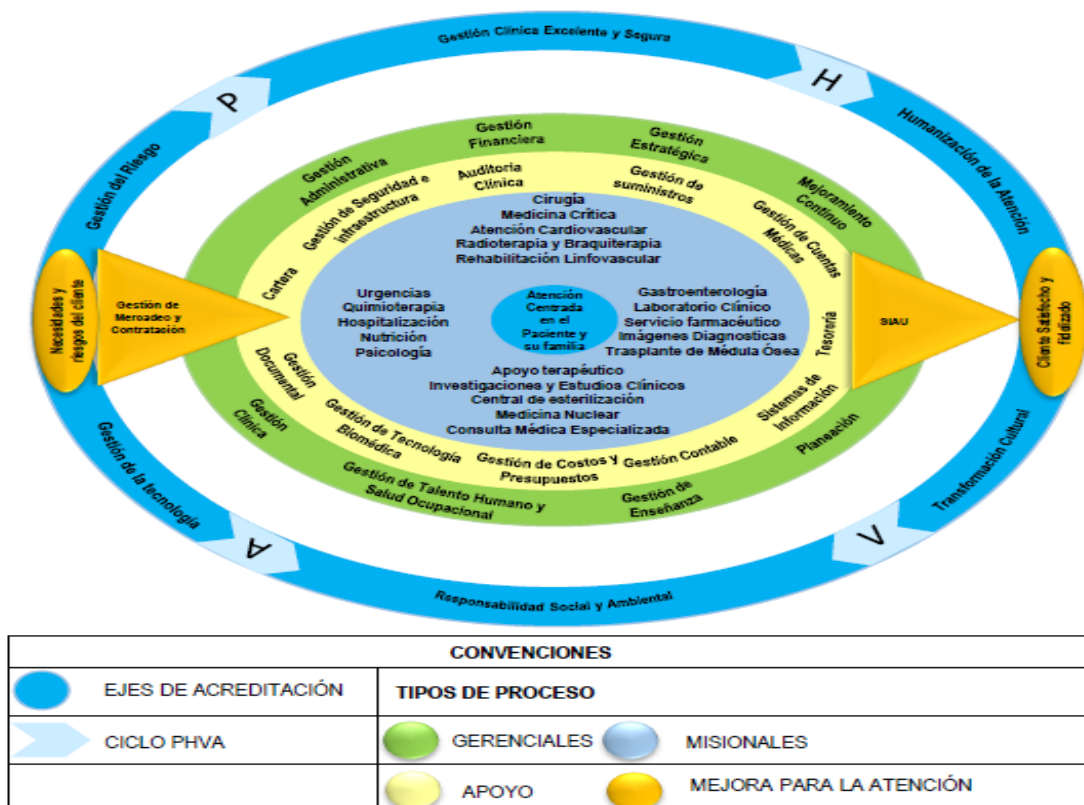 Gestión Clínica Excelente y Segura
P
H
Gestión del Riesgo
Humanización de la Atención
Gestión
Financiera
Gestión
Estratégica
Gestión
Administrativa
Mejoramiento
Continuo
Auditoría
Clínica
Gestión de
suministros
Gestión de Seguridad e
infraestructura
Gestión de Cuentas
Médicas
Cirugía
Medicina Crítica
Atención Cardiovascular
Radioterapia y Braquiterapia
Rehabilitación Linfovascular
Cartera
Necesidades y
riesgos del cliente
Gestión de
Mercadeo y
Contratación
Urgencias
Quimioterapia
Hospitalización
Nutrición
Psicología
Atención
Centrada
en el
Paciente y
su familia
Gastroenterología
Laboratorio Clínico
Servicio farmacéutico
Imágenes Diagnosticas
Trasplante de Médula Ósea
Tesorería
SIAU
Cliente Satisfecho y
fidelizado
Apoyo terapéutico
Investigaciones y Estudios Clínicos
Central de esterilización
Medicina Nuclear
Consulta Médica Especializada
Gestión
Documental
Sistemas de
Información
Gestión
Clínica
Gestión de Tecnología
Biomédica
Gestión de Costos y
Presupuestos
Gestión Contable
Planeación
Gestión de Talento Humano y
Salud Ocupacional
Gestión de
Enseñanza
Gestión de la tecnología
Transformación Cultural
A
V
Responsabilidad Social y Ambiental
CONVENCIONES
EJES DE ACREDITACIÓN
TIPOS DE PROCESO
CICLO PHVA
GERENCIALES
MISIONALES
APOYO
MEJORA PARA LA ATENCIÓN